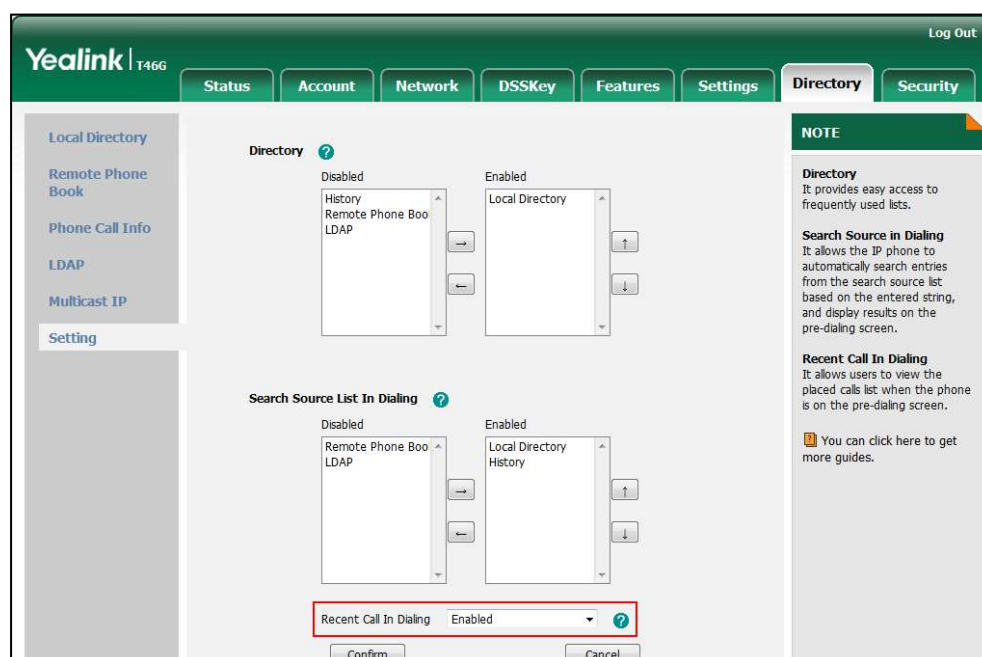 Log Out
Yealink | T46G
Status Account Network DSSKey Features Settings Directory Security
Local Directory
Remote Phone
Book
Phone Call Info
LDAP
Multicast IP
Setting
Directory ?
Disabled Enabled
History
Remote Phone Boo
LDAP
Local Directory
→
←
↑
↓
Search Source List In Dialing ?
Disabled Enabled
Remote Phone Boo
LDAP
Local Directory
History
→
←
↑
↓
Recent Call In Dialing Enabled ?
Confirm Cancel
NOTE
Directory
It provides easy access to
frequently used lists.
Search Source in Dialing
It allows the IP phone to
automatically search entries
from the search source list
based on the entered string,
and display results on the
pre-dialing screen.
Recent Call In Dialing
It allows users to view the
placed calls list when the phone
is on the pre-dialing screen.
? You can click here to get
more guides.